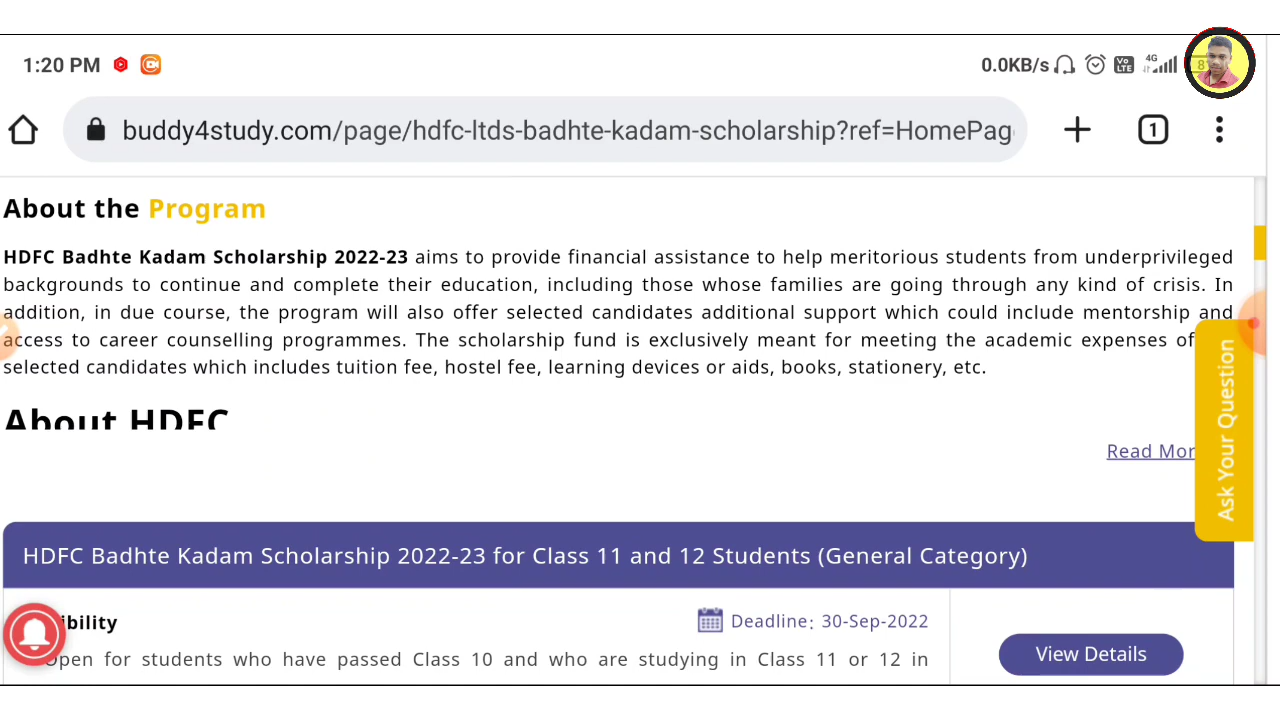 1:20 PM
0.0KB/s Vo LTE 4G
buddy4study.com/page/hdfc-ltds-badhte-kadam-scholarship?ref=HomePag
1
About the Program
HDFC Badhte Kadam Scholarship 2022-23 aims to provide financial assistance to help meritorious students from underprivileged
backgrounds to continue and complete their education, including those whose families are going through any kind of crisis. In
addition, in due course, the program will also offer selected candidates additional support which could include mentorship and
access to career counselling programmes. The scholarship fund is exclusively meant for meeting the academic expenses of
selected candidates which includes tuition fee, hostel fee, learning devices or aids, books, stationery, etc.
About HDFC
Read Mor
Ask Your Question
HDFC Badhte Kadam Scholarship 2022-23 for Class 11 and 12 Students (General Category)
ibility
Deadline: 30-Sep-2022
Open for students who have passed Class 10 and who are studying in Class 11 or 12 in
View Details